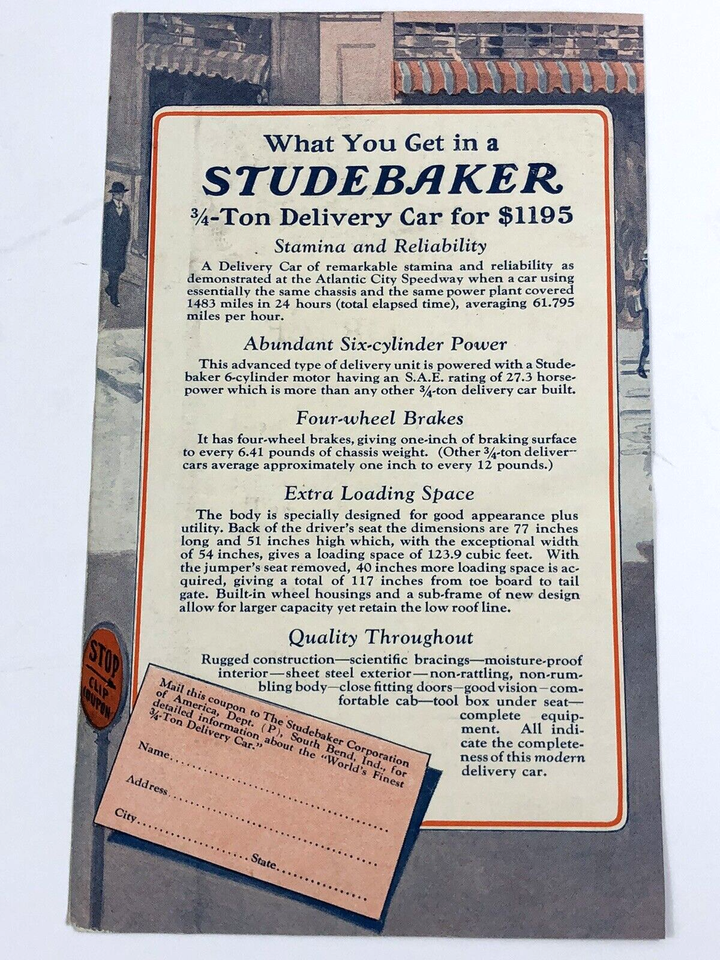 What You Get in a
STUDEBAKER
¾-Ton Delivery Car for $1195
Stamina and Reliability
A Delivery Car of remarkable stamina and reliability as
demonstrated at the Atlantic City Speedway when a car using
essentially the same chassis and the same power plant covered
1483 miles in 24 hours (total elapsed time), averaging 61.795
miles per hour.
Abundant Six-cylinder Power
This advanced type of delivery unit is powered with a Stude-
baker 6-cylinder motor having an S.A.E. rating of 27.3 horse-
power which is more than any other ¾-ton delivery car built.
Four-wheel Brakes
It has four-wheel brakes, giving one-inch of braking surface
to every 6.41 pounds of chassis weight. (Other ¾-ton deliver-
cars average approximately one inch to every 12 pounds.)
Extra Loading Space
The body is specially designed for good appearance plus
utility. Back of the driver's seat the dimensions are 77 inches
long and 51 inches high which, with the exceptional width
of 54 inches, gives a loading space of 123.9 cubic feet. With
the jumper's seat removed, 40 inches more loading space is ac-
quired, giving a total of 117 inches from toe board to tail
gate. Built-in wheel housings and a sub-frame of new design
allow for larger capacity yet retain the low roof line.
Quality Throughout
Rugged construction—scientific bracings—moisture-proof
interior—sheet steel exterior—non-rattling, non-rum-
bling body—close fitting doors—good vision—com-
fortable cab—tool box under seat—
complete equip-
ment. All indi-
cate the complete-
ness of this modern
delivery car.
STOP
CLIP
COUPON
Mail this coupon to The Studebaker Corporation
of America, Dept. (P), South Bend, Ind., for
detailed information about the "World's Finest
¾-Ton Delivery Car."
Name
Address
City State